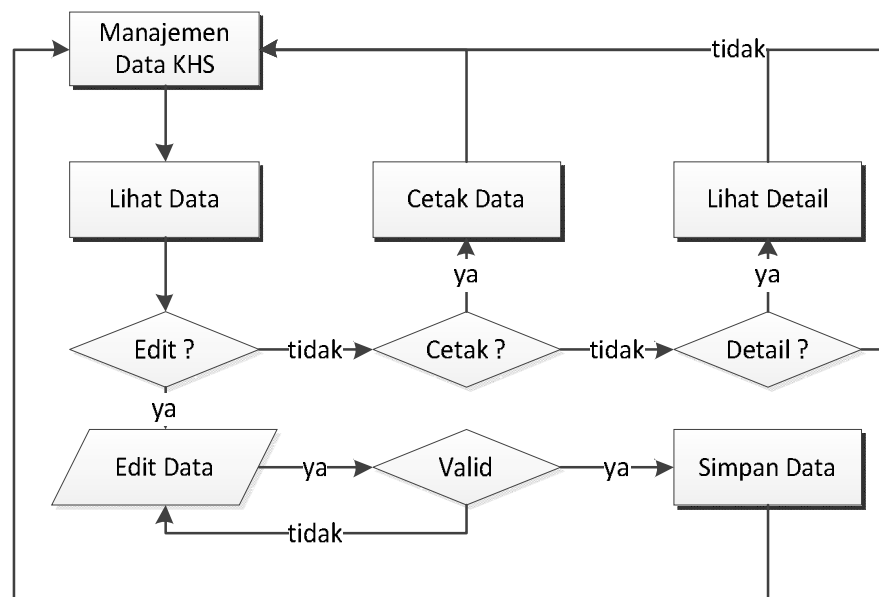 Manajemen
Data KHS
tidak
Lihat Data
Cetak Data
Lihat Detail
ya
ya
Edit ?
tidak
Cetak ?
tidak
Detail ?
ya
Edit Data
ya
Valid
ya
Simpan Data
tidak